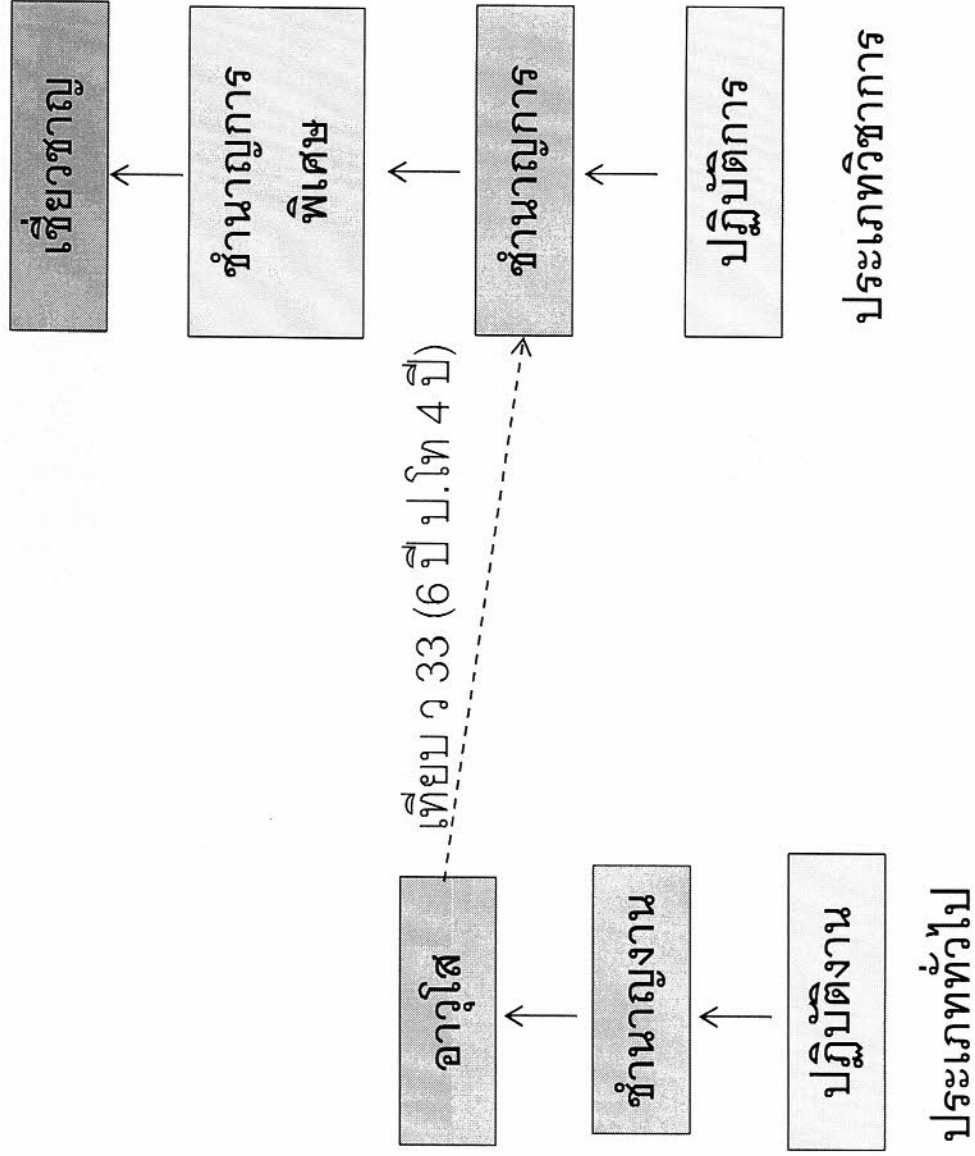 อาวุโส
ชำนาญงาน
ปฏิบัติงาน
ประเภททั่วไป
เทียบ ว 33 (6 ปี ป.โท 4 ปี)
เชี่ยวชาญ
ชำนาญการ
พิเศษ
ชำนาญการ
ปฏิบัติการ
ประเภทวิชาการ